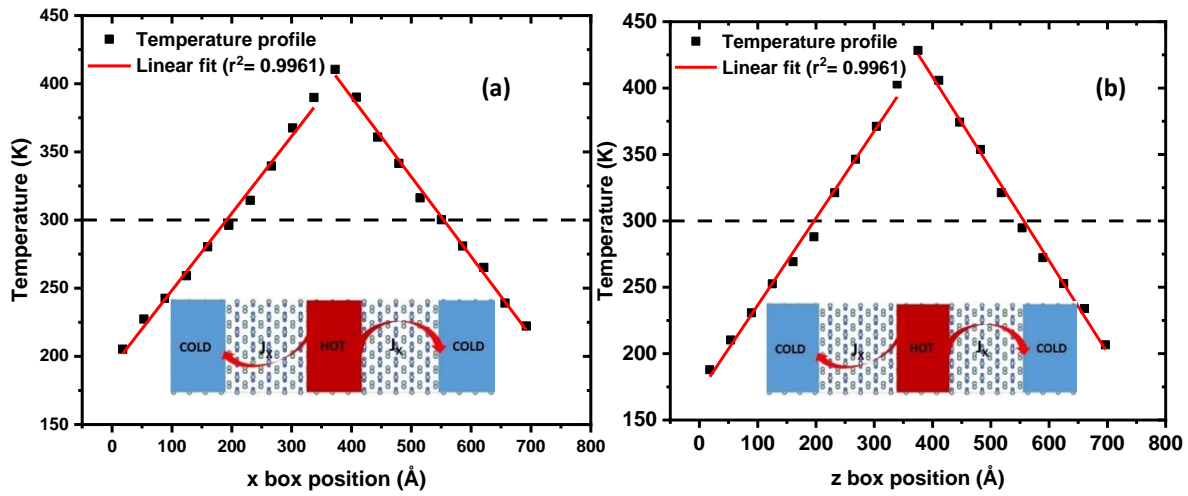 450
400
350
300
250
200
150
Temperature (K)
Temperature profile
Linear fit (r²= 0.9961)
(a)
COLD
Jx
HOT
Jx
COLD
0 100 200 300 400 500 600 700 800
x box position (Å)
450
400
350
300
250
200
150
Temperature (K)
Temperature profile
Linear fit (r²= 0.9961)
(b)
COLD
Jx
HOT
Jx
COLD
0 100 200 300 400 500 600 700 800
z box position (Å)